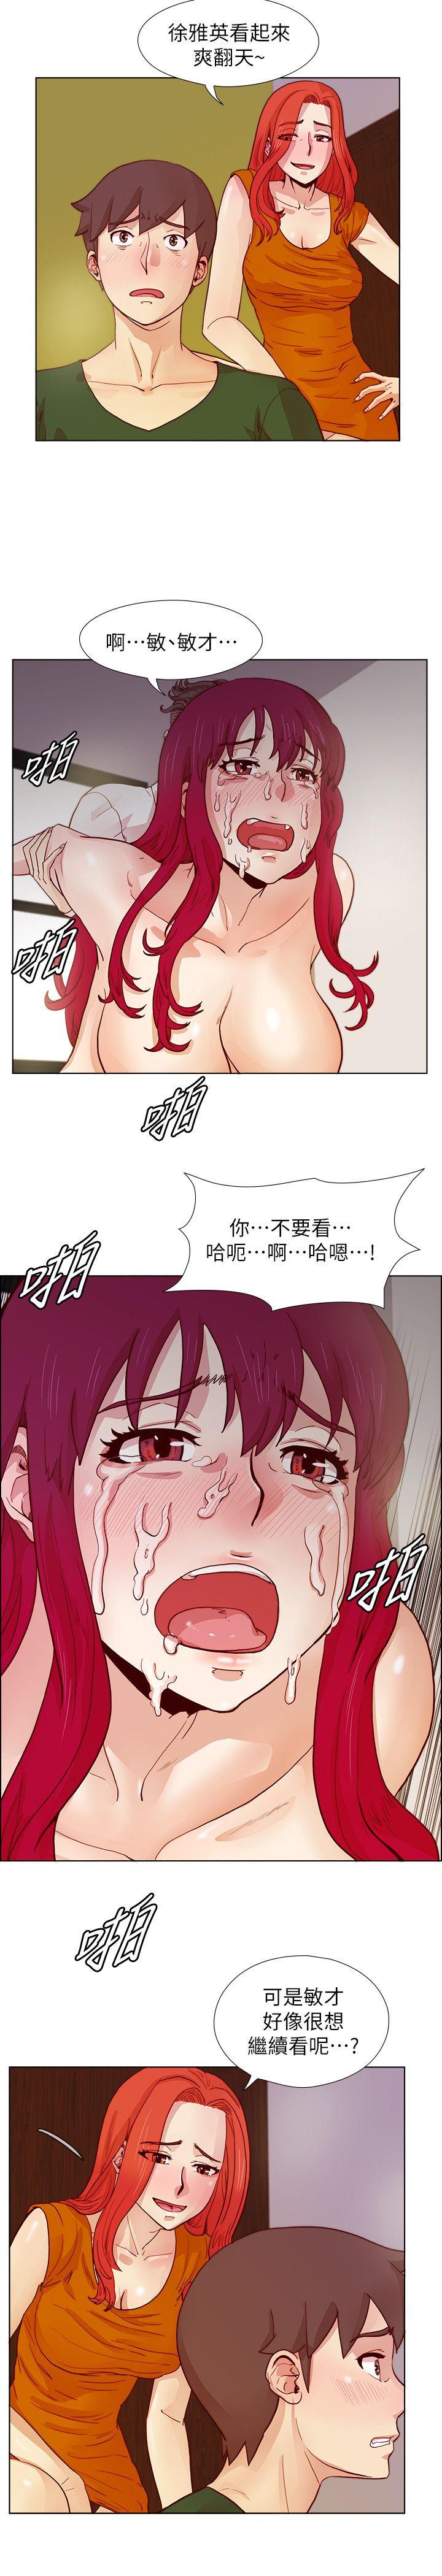 徐雅英看起來
爽翻天~
啊⋯敏、敏才⋯
啪
啪
啪
你⋯不要看⋯
哈呃⋯啊⋯哈嗯⋯!
啪
啪
啪
可是敏才
好像很想
繼續看呢⋯?